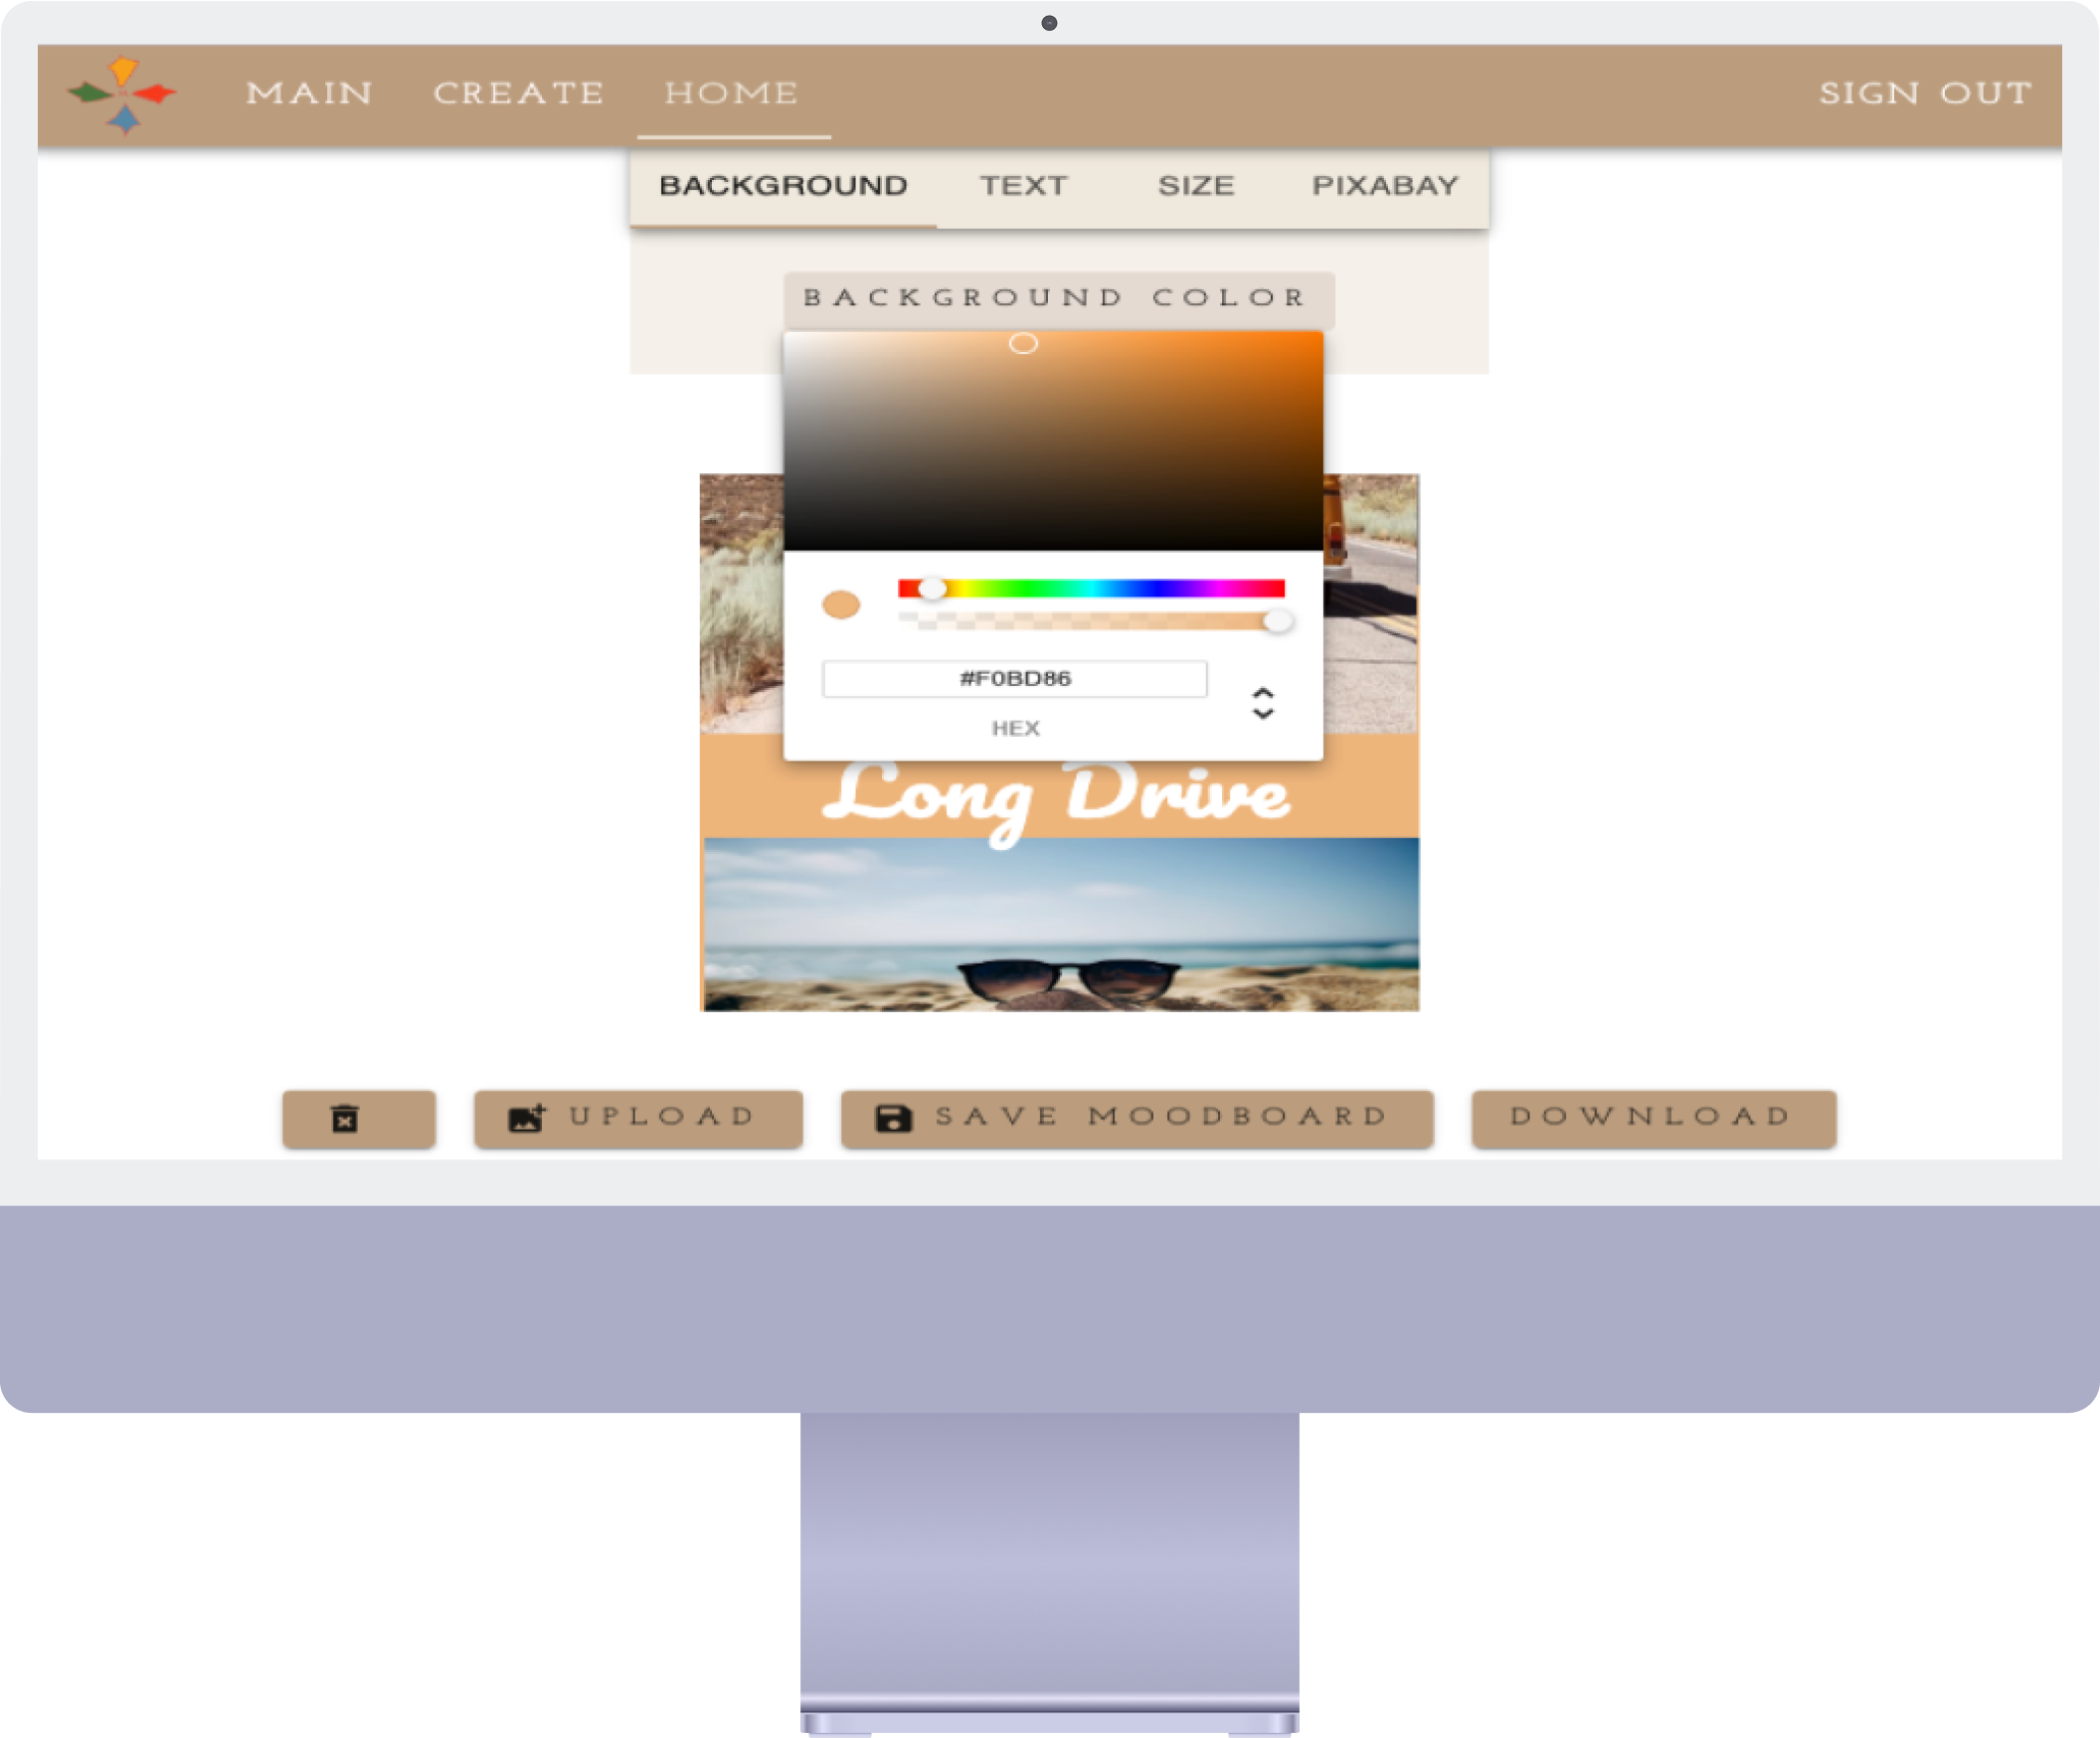 MAIN CREATE HOME SIGN OUT
BACKGROUND TEXT SIZE PIXABAY
BACKGROUND COLOR
#F0BD86
HEX
Long Drive
UPLOAD SAVE MOODBOARD DOWNLOAD